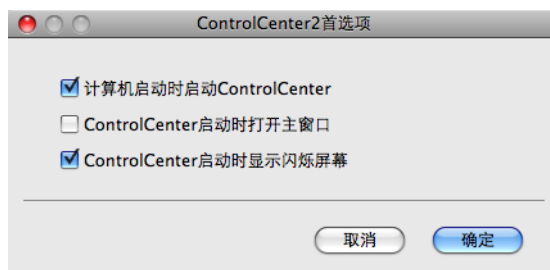 ControlCenter2首选项
计算机启动时启动ControlCenter
ControlCenter启动时打开主窗口
ControlCenter启动时显示闪烁屏幕
取消
确定